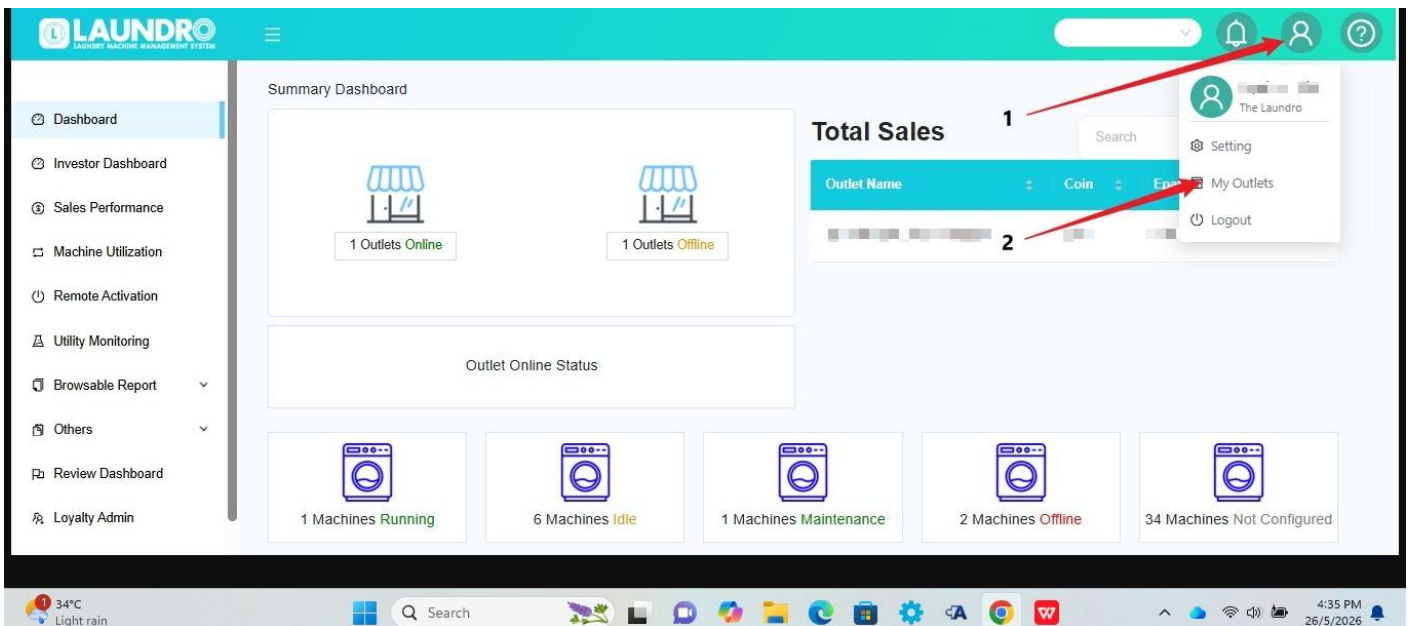 L LAUNDRO
LAUNDRY MACHINE MANAGEMENT SYSTEM
Dashboard
Investor Dashboard
Sales Performance
Machine Utilization
Remote Activation
Utility Monitoring
Browsable Report
Others
Review Dashboard
Loyalty Admin
Summary Dashboard
1 Outlets Online
1 Outlets Offline
Outlet Online Status
Total Sales
Search
Outlet Name Coin
1
2
The Laundro
Setting
My Outlets
Logout
1 Machines Running
6 Machines Idle
1 Machines Maintenance
2 Machines Offline
34 Machines Not Configured
1
34°C
Light rain
Search
4:35 PM
26/5/2026